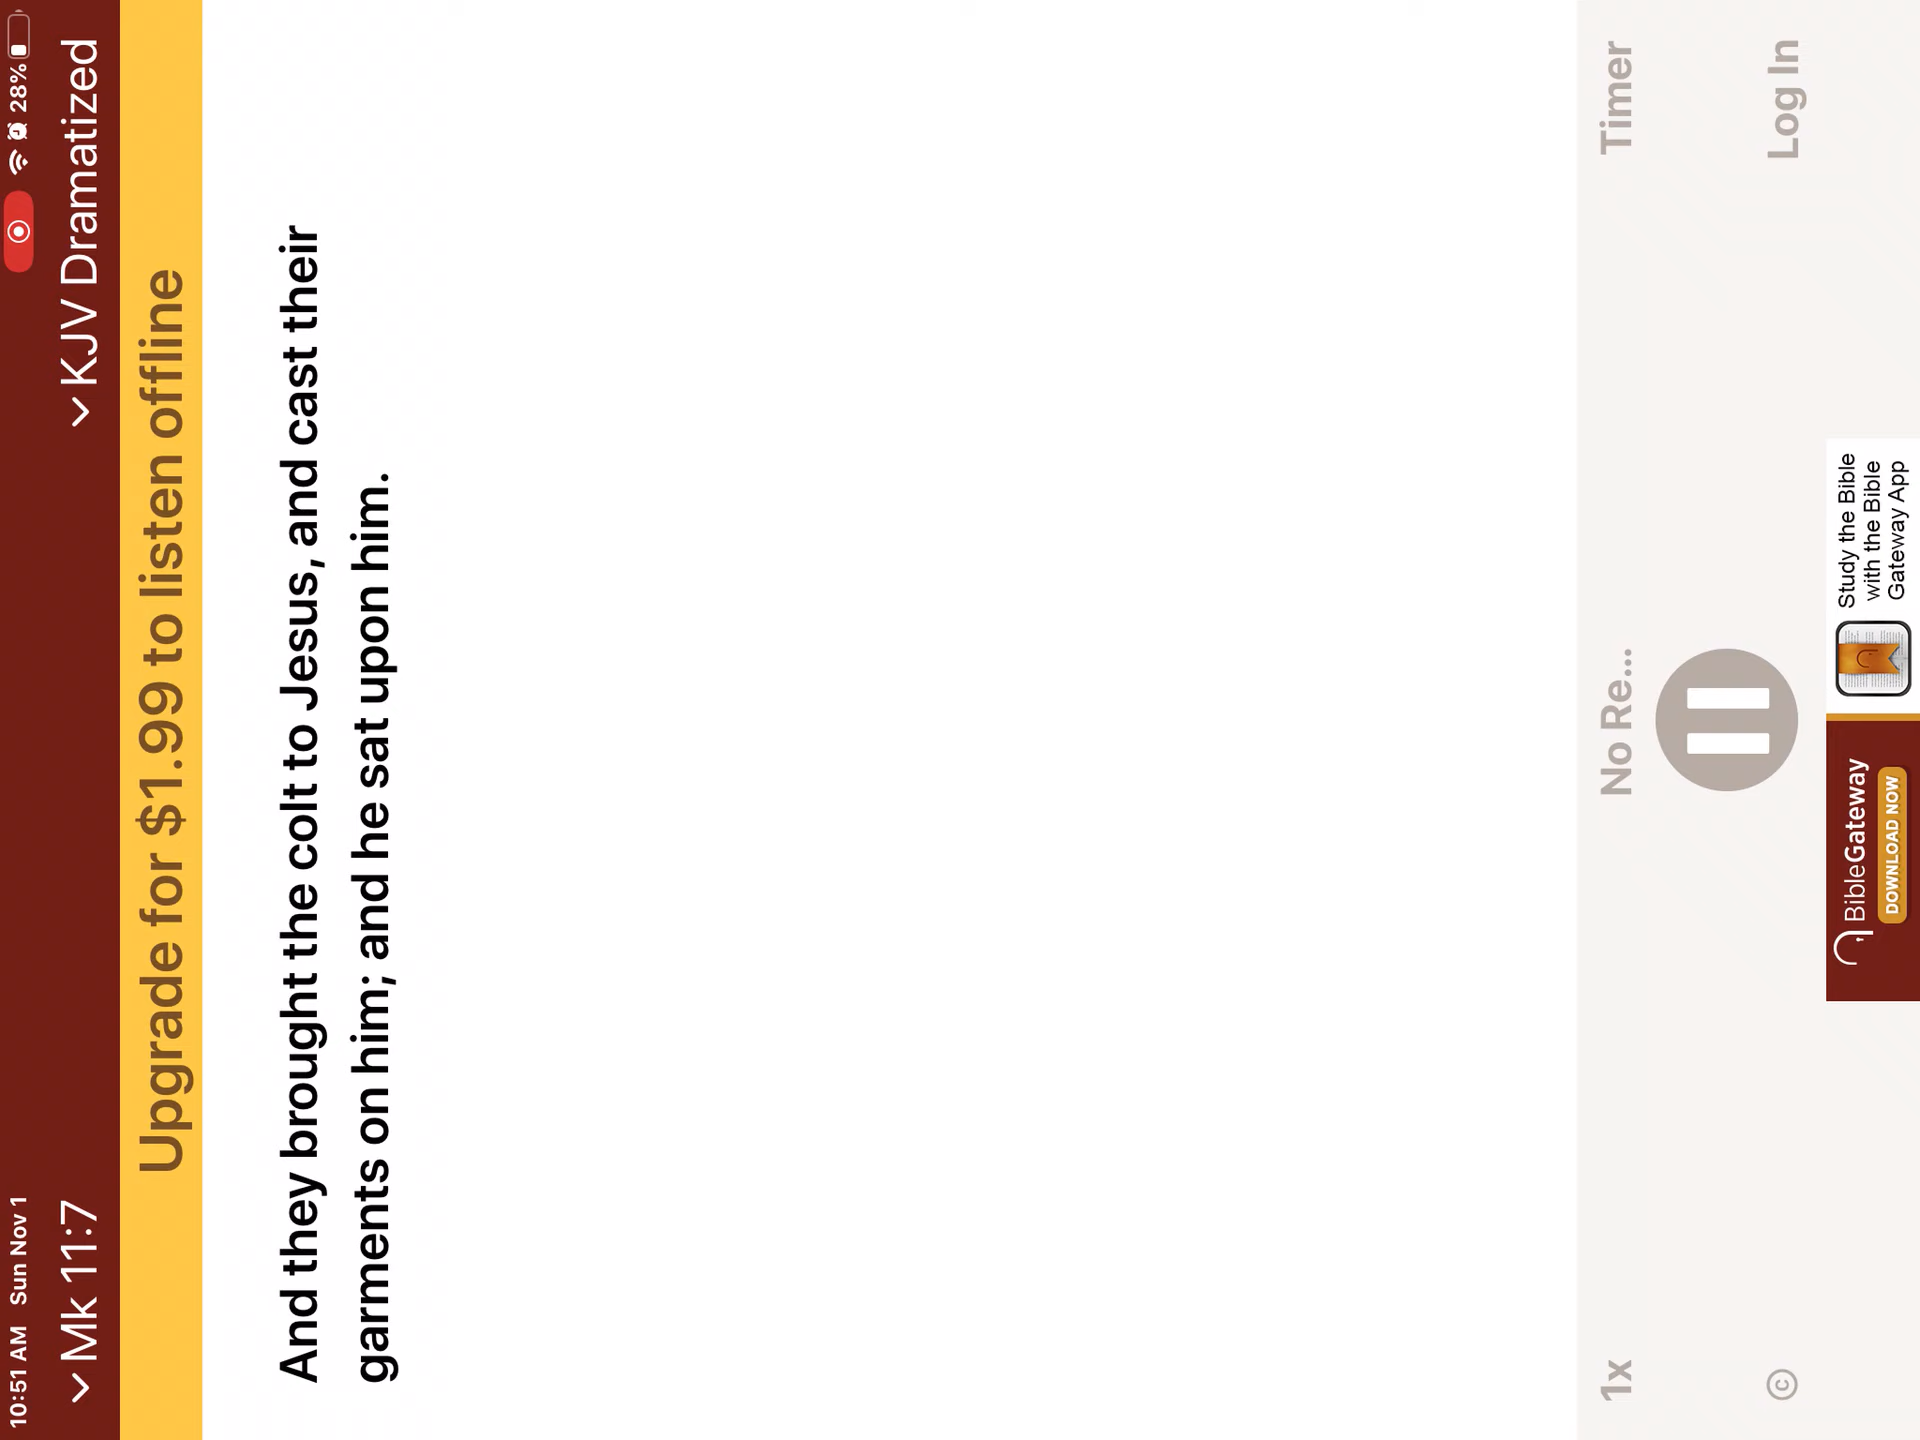 10:51 AM Sun Nov 1
28%
Mk 11:7
KJV Dramatized
Upgrade for $1.99 to listen offline
And they brought the colt to Jesus, and cast their
garments on him; and he sat upon him.
1x
No Re...
Timer
©
Log In
BibleGateway
DOWNLOAD NOW
Study the Bible
with the Bible
Gateway App